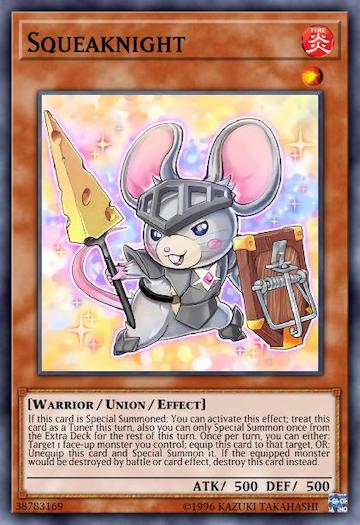 SQUEAKNIGHT
FIRE
炎
[WARRIOR / UNION / EFFECT]
If this card is Special Summoned: You can activate this effect; treat this
card as a Tuner this turn, also you can only Special Summon once from
the Extra Deck for the rest of this turn. Once per turn, you can either:
Target 1 face-up monster you control; equip this card to that target, OR:
Unequip this card and Special Summon it. If the equipped monster
would be destroyed by battle or card effect, destroy this card instead.
ATK/ 500 DEF/ 500
38783169
©1996 KAZUKI TAKAHASHI